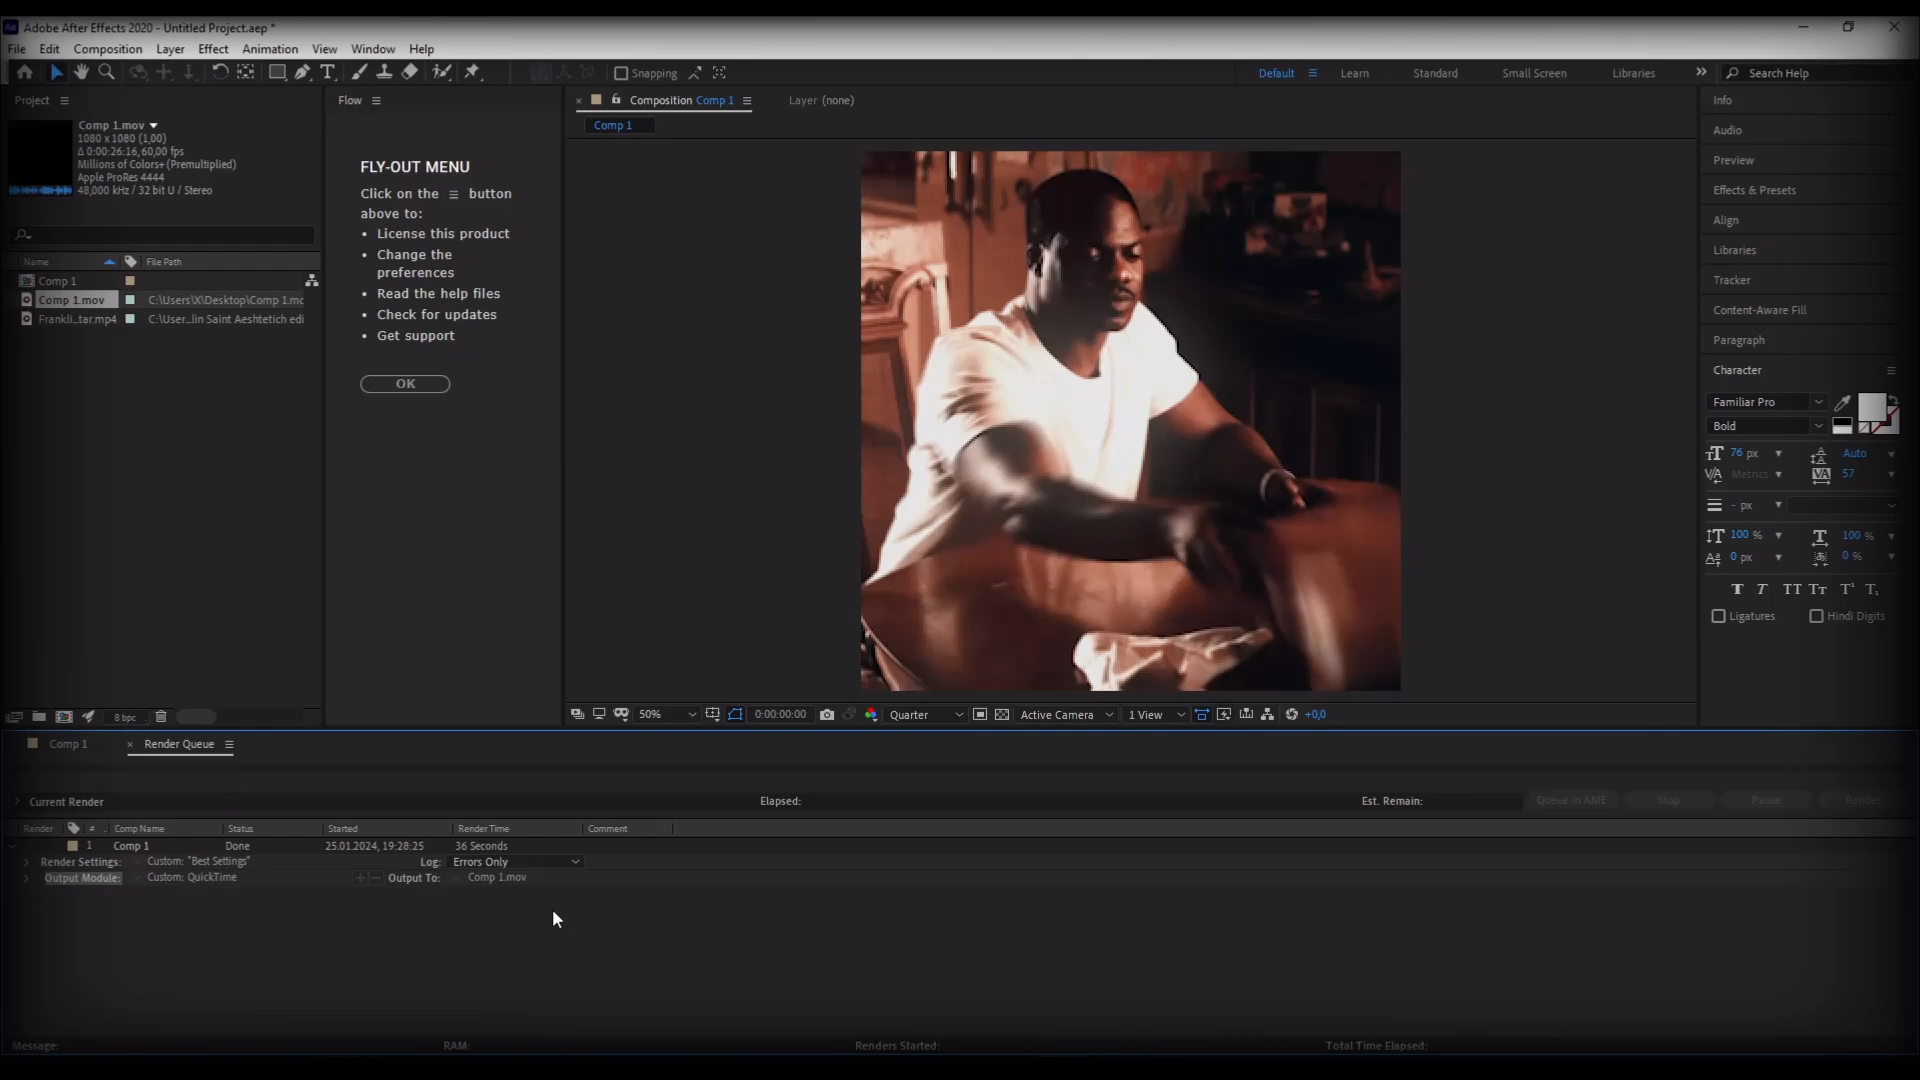 Adobe After Effects 2020 - Untitled Project.aep *
File Edit Composition Layer Effect Animation View Window Help
Snapping
Default Learn Standard Small Screen Libraries Search Help
Project
Comp 1.mov
1080 x 1080 (1,00)
Δ 0:00:26:16, 60,00 fps
Millions of Colors+ (Premultiplied)
Apple ProRes 4444
48,000 kHz / 32 bit U / Stereo
Name File Path
Comp 1
Comp 1.mov C:\Users\X\Desktop\Comp 1.mo
Frankli...tar.mp4 C:\User...lin Saint Aeshtetich edi
8 bpc
Flow
FLY-OUT MENU
Click on the ≡ button
above to:
• License this product
• Change the
preferences
• Read the help files
• Check for updates
• Get support
OK
Composition Comp 1 Layer (none)
Comp 1
50% 0:00:00:00 Quarter Active Camera 1 View +0,0
Info
Audio
Preview
Effects & Presets
Align
Libraries
Tracker
Content-Aware Fill
Paragraph
Character
Familiar Pro
Bold
76 px Auto
Metrics 57
- px
100 % 100 %
0 px 0 %
T T TT Tt T¹ T₁
Ligatures Hindi Digits
Comp 1 Render Queue
Current Render Elapsed: Est. Remain: Queue in AME Stop Pause Render
Render # Comp Name Status Started Render Time Comment
1 Comp 1 Done 25.01.2024, 19:28:25 36 Seconds
Render Settings: Custom: "Best Settings" Log: Errors Only
Output Module: Custom: QuickTime + − Output To: Comp 1.mov
Message: RAM: Renders Started: Total Time Elapsed: